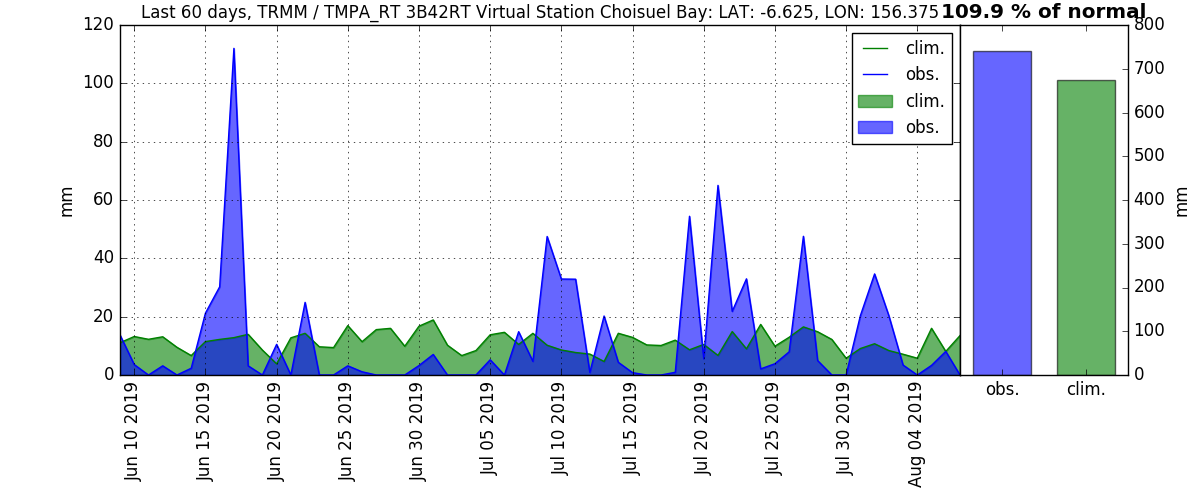 Last 60 days, TRMM / TMPA_RT 3B42RT Virtual Station Choisuel Bay: LAT: -6.625, LON: 156.375
109.9 % of normal
120
100
80
60
40
20
0
mm
clim.
obs.
clim.
obs.
800
700
600
500
400
300
200
100
0
mm
Jun 10 2019
Jun 15 2019
Jun 20 2019
Jun 25 2019
Jun 30 2019
Jul 05 2019
Jul 10 2019
Jul 15 2019
Jul 20 2019
Jul 25 2019
Jul 30 2019
Aug 04 2019
obs.
clim.